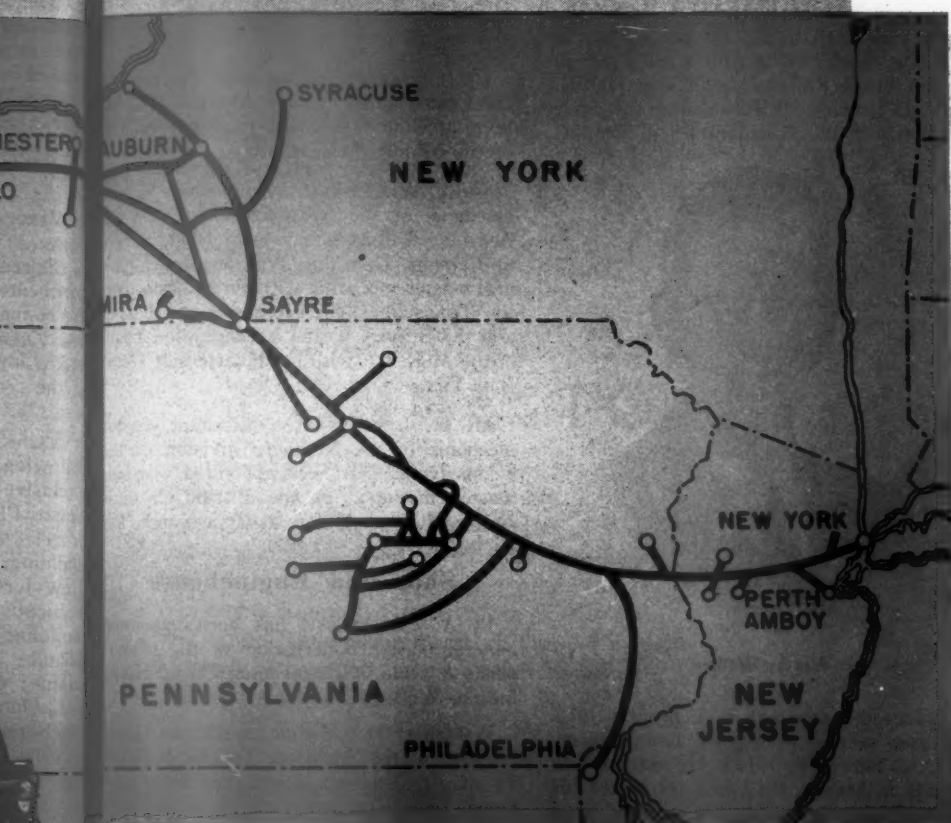 SYRACUSE
AUBURN
NEW YORK
SAYRE
NEW YORK
PERTH
AMBOY
PENNSYLVANIA
NEW
JERSEY
PHILADELPHIA